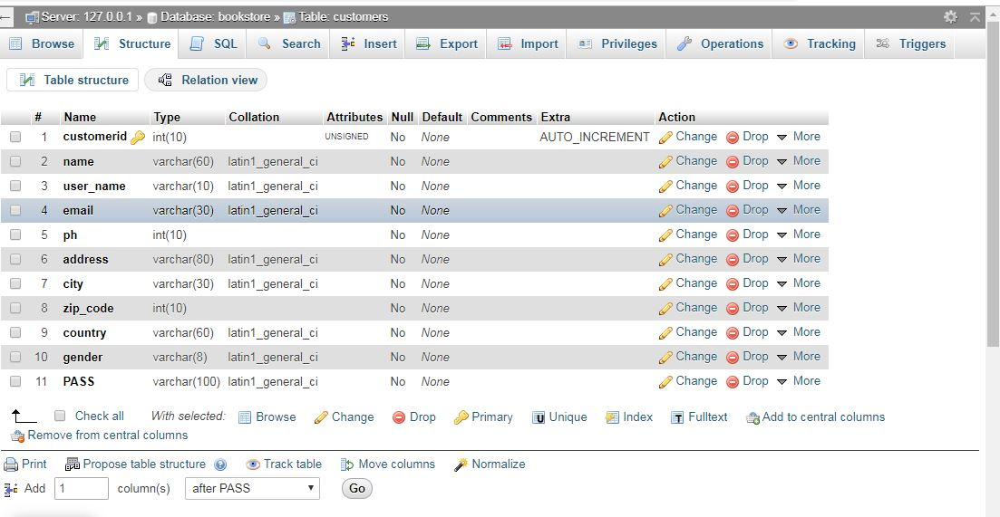 Server: 127.0.0.1 » Database: bookstore » Table: customers
Browse Structure SQL Search Insert Export Import Privileges Operations Tracking Triggers
Table structure Relation view
# Name Type Collation Attributes Null Default Comments Extra Action
1 customerid int(10) UNSIGNED No None AUTO_INCREMENT Change Drop More
2 name varchar(60) latin1_general_ci No None Change Drop More
3 user_name varchar(10) latin1_general_ci No None Change Drop More
4 email varchar(30) latin1_general_ci No None Change Drop More
5 ph int(10) No None Change Drop More
6 address varchar(80) latin1_general_ci No None Change Drop More
7 city varchar(30) latin1_general_ci No None Change Drop More
8 zip_code int(10) No None Change Drop More
9 country varchar(60) latin1_general_ci No None Change Drop More
10 gender varchar(8) latin1_general_ci No None Change Drop More
11 PASS varchar(100) latin1_general_ci No None Change Drop More
Check all With selected: Browse Change Drop Primary Unique Index Fulltext Add to central columns
Remove from central columns
Print Propose table structure Track table Move columns Normalize
Add 1 column(s) after PASS Go